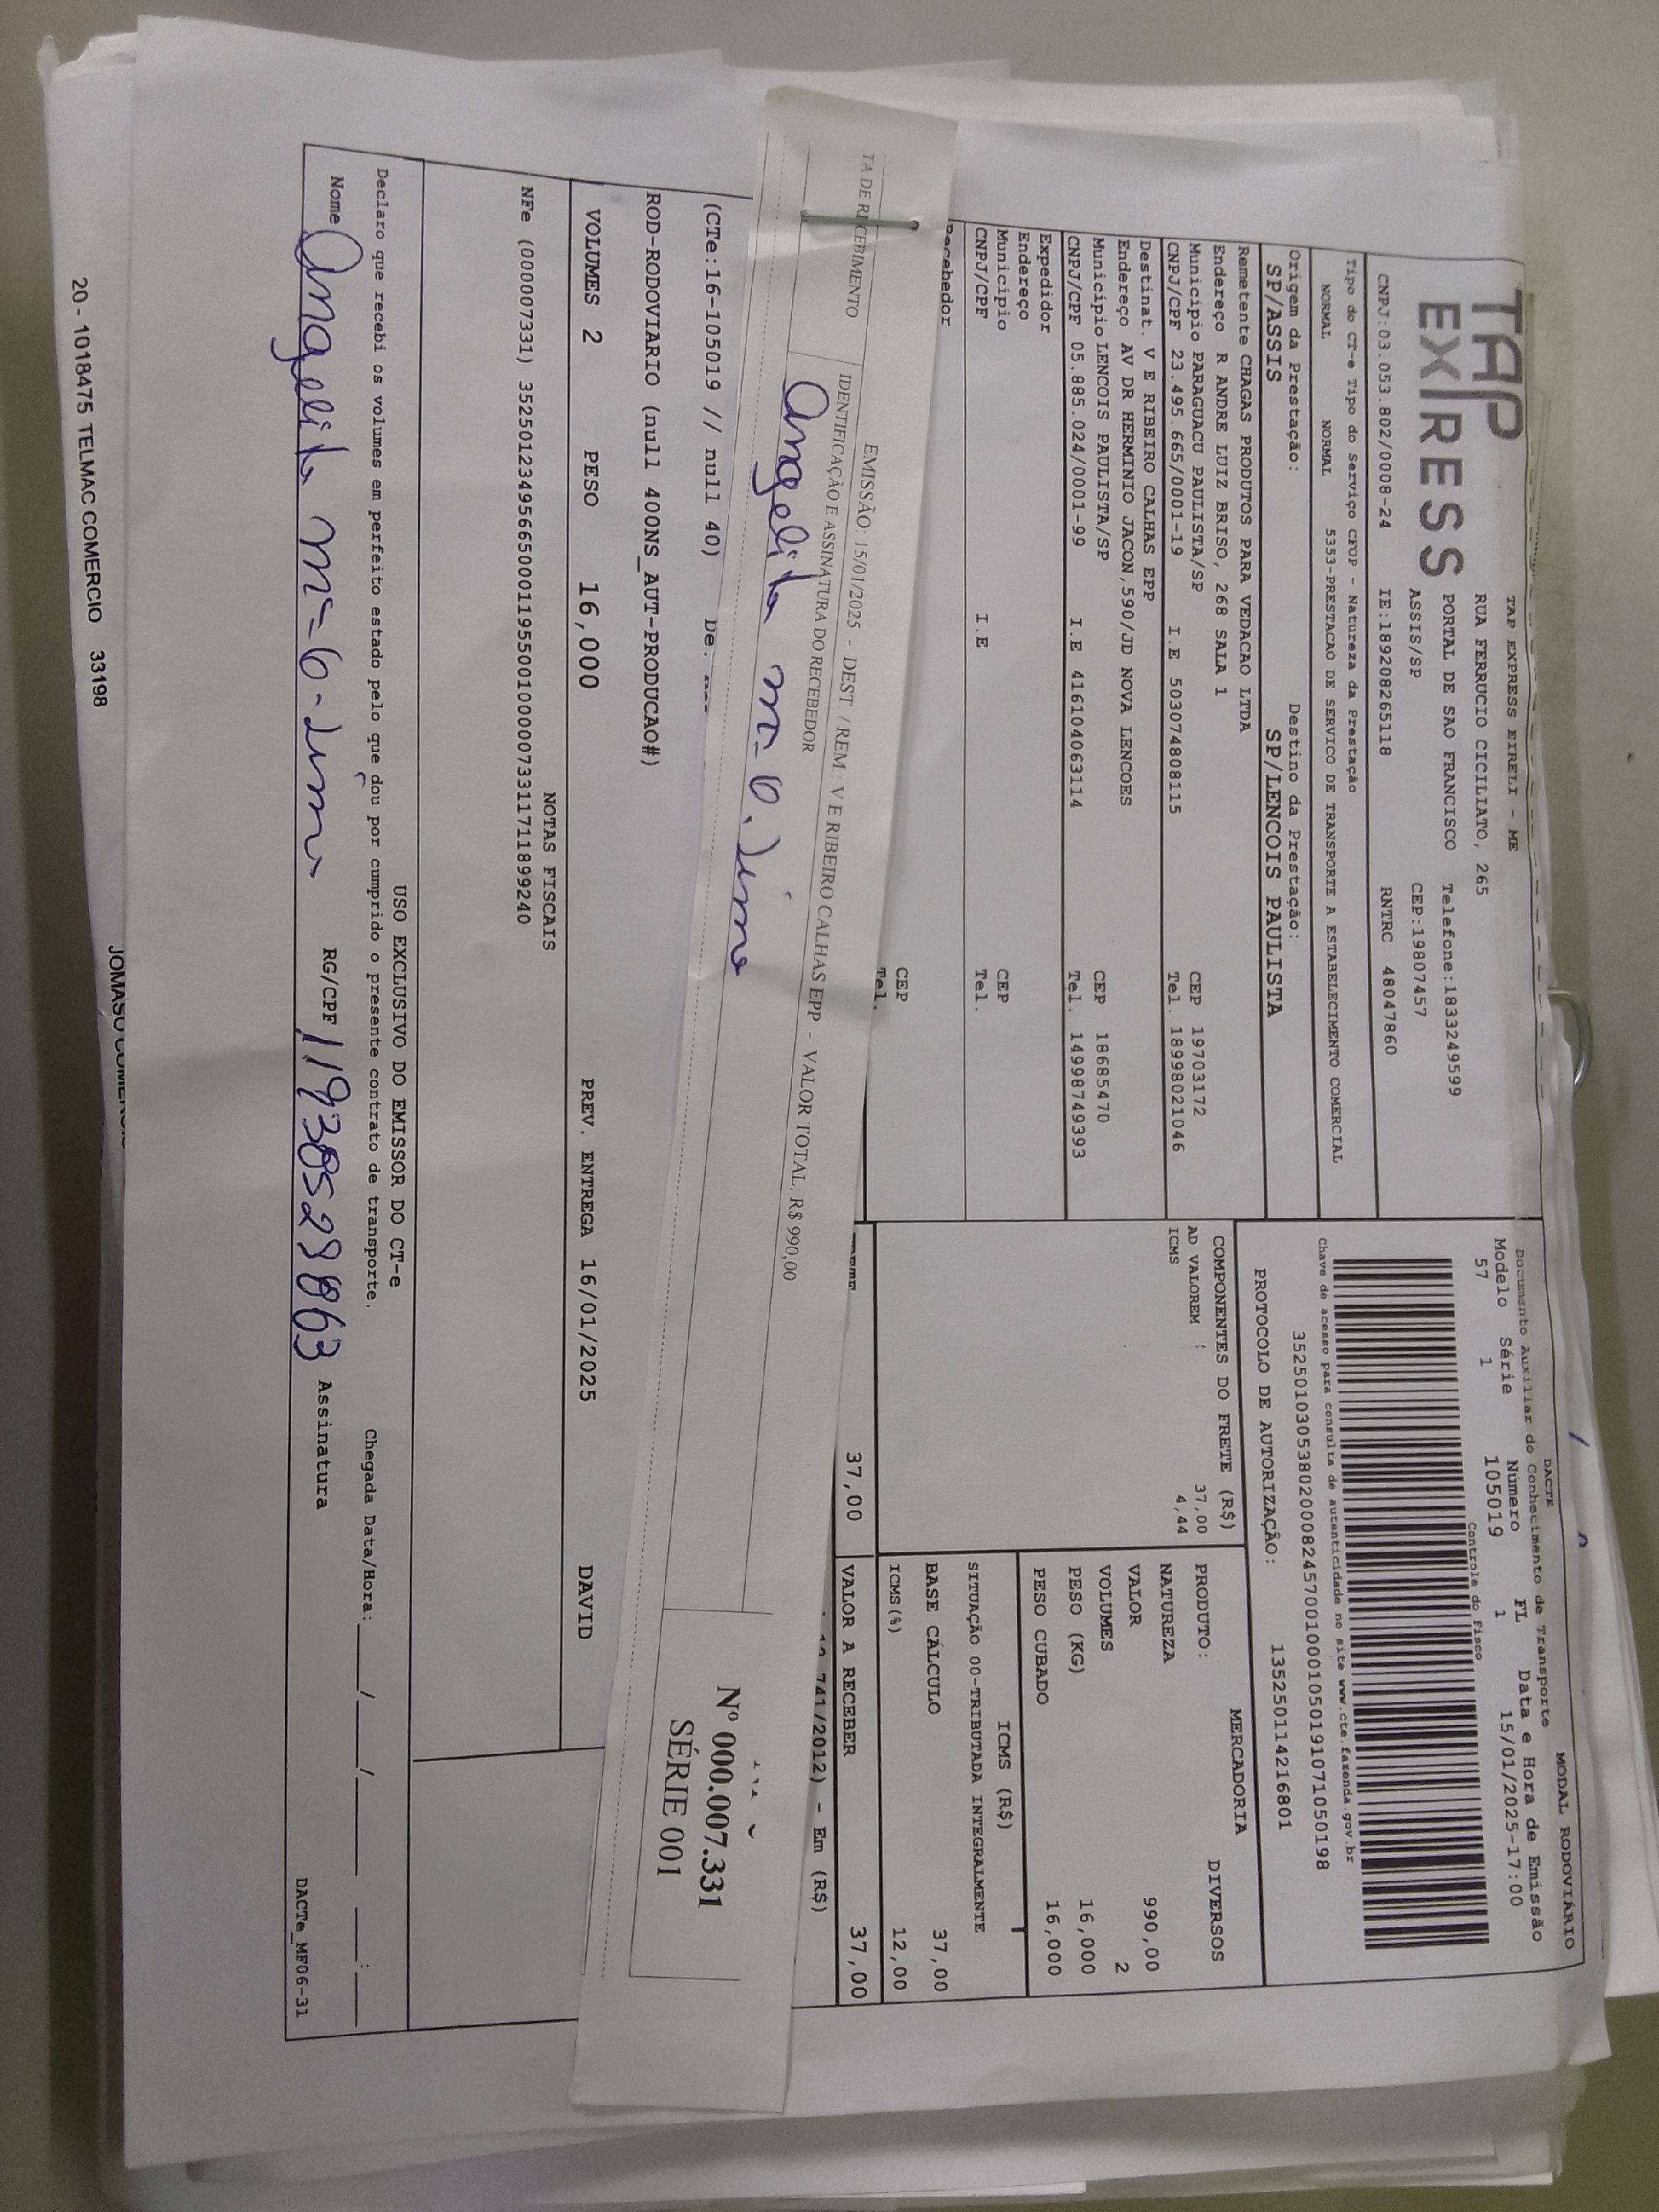 TAP EXPRESS
TAP EXPRESS EIRELI - ME
RUA FERRUCIO CICILIATO, 265
PORTAL DE SAO FRANCISCO Telefone:1833249599
ASSIS/SP CEP:19807457
CNPJ:03.053.802/0008-24 IE:189208265118 RNTRC 48047860
Tipo do CT-e Tipo do Serviço CFOP - Natureza da Prestação
NORMAL NORMAL 5353-PRESTACAO DE SERVICO DE TRANSPORTE A ESTABELECIMENTO COMERCIAL
Origem da Prestação: Destino da Prestação:
SP/ASSIS SP/LENCOIS PAULISTA
Remetente CHAGAS PRODUTOS PARA VEDACAO LTDA
Endereço R ANDRE LUIZ BRISO, 268 SALA 1
Município PARAGUACU PAULISTA/SP CEP 19703172
CNPJ/CPF 23.495.665/0001-19 I.E 503074808115 Tel. 18998021046
Destinat. V E RIBEIRO CALHAS EPP
Endereço AV DR HERMINIO JACON,590/JD NOVA LENCOES
Município LENCOIS PAULISTA/SP CEP 18685470
CNPJ/CPF 05.885.024/0001-99 I.E 416104063114 Tel. 14998749393
Expedidor
Endereço
Município CEP
CNPJ/CPF I.E Tel.
Recebedor
CEP
Tel.
DACTE MODAL RODOVIÁRIO
Documento Auxiliar do Conhecimento de Transporte
Modelo Série Número FL Data e Hora de Emissão
57 1 105019 1 15/01/2025-17:00
Controle do Fisco
Chave de acesso para consulta de autenticidade no site www.cte.fazenda.gov.br
35250103053802000824570010001050191071050198
PROTOCOLO DE AUTORIZAÇÃO: 135250114216801
COMPONENTES DO FRETE (R$)
AD VALOREM : 37,00
ICMS 4,44
MERCADORIA
PRODUTO: DIVERSOS
NATUREZA
VALOR 990,00
VOLUMES 2
PESO (KG) 16,000
PESO CUBADO 16,000
ICMS (R$)
SITUAÇÃO 00-TRIBUTADA INTEGRALMENTE
BASE CÁLCULO 37,00
ICMS(%) 12,00
37,00 VALOR A RECEBER 37,00
741/2012) - Em (R$)
EMISSÃO: 15/01/2025 - DEST. / REM.: V E RIBEIRO CALHAS EPP - VALOR TOTAL: R$ 990,00
TA DE RECEBIMENTO IDENTIFICAÇÃO E ASSINATURA DO RECEBEDOR
Angelita m= O. Lima
Nº 000.007.331
SÉRIE 001
(CTe:16-105019 // null 40) De.
ROD-RODOVIARIO (null 400NS_AUT-PRODUCAO#)
VOLUMES 2 PESO 16,000 PREV. ENTREGA 16/01/2025 DAVID
NOTAS FISCAIS
NFe (000007331) 35250123495665000119550010000073311711899240
USO EXCLUSIVO DO EMISSOR DO CT-e
Declaro que recebi os volumes em perfeito estado pelo que dou por cumprido o presente contrato de transporte. Chegada Data/Hora: ___/___/____ ___:___
Nome Angelita m= O. Lima RG/CPF Assinatura
DACTe_MF06-31
20 - 1018475 TELMAC COMERCIO 33198